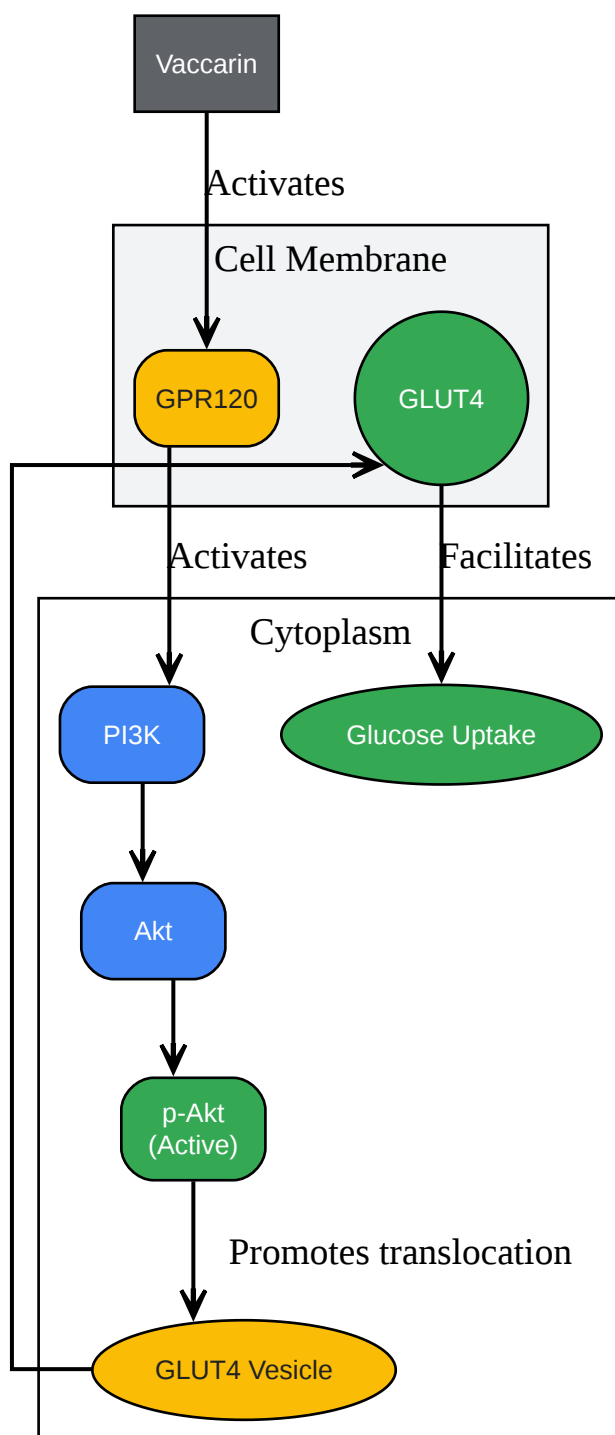 Vaccarin
Activates
Cell Membrane
GPR120
GLUT4
Activates
Facilitates
Cytoplasm
PI3K
Glucose Uptake
Akt
p-Akt
(Active)
Promotes translocation
GLUT4 Vesicle